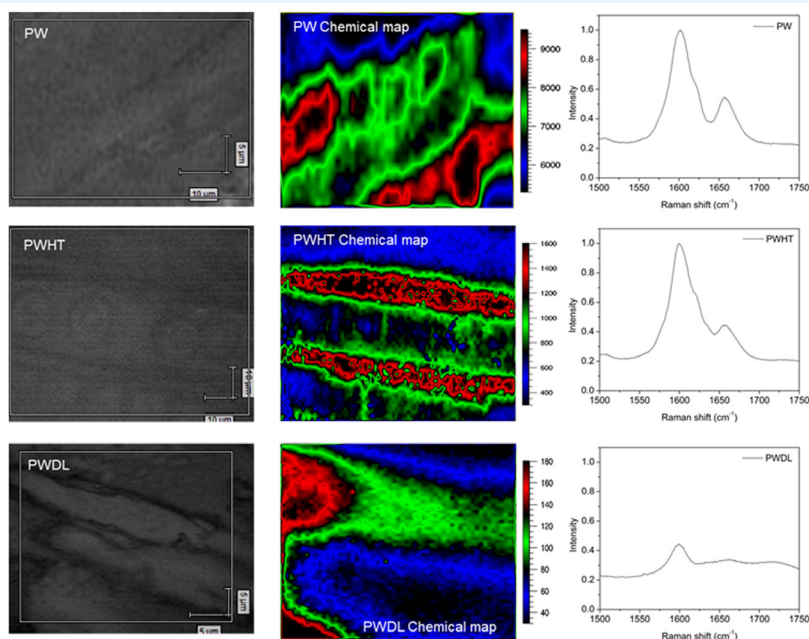 PW
5 µm
10 µm
PW Chemical map
9000
8000
7000
6000
PW
Intensity
1.0
0.8
0.6
0.4
0.2
0.0
1500 1550 1600 1650 1700 1750
Raman shift (cm⁻¹)
PWHT
10 µm
PWHT Chemical map
1600
1400
1200
1000
800
600
400
PWHT
Intensity
1.0
0.8
0.6
0.4
0.2
0.0
1500 1550 1600 1650 1700 1750
Raman shift (cm⁻¹)
PWDL
5 µm
5 µm
PWDL Chemical map
180
160
140
120
100
80
60
40
PWDL
Intensity
1.0
0.8
0.6
0.4
0.2
0.0
1500 1550 1600 1650 1700 1750
Raman shift (cm⁻¹)